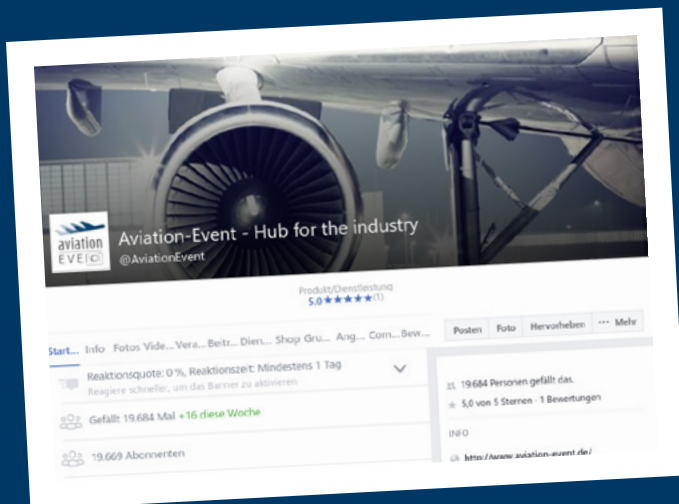 aviation
EVE
Aviation-Event - Hub for the industry
@AviationEvent
Produkt/Dienstleistung
5.0★★★★★(1)
Start... Info Fotos Vide... Vera... Beitr... Dien... Shop Gru... Ang... Com... Bew...
Posten Foto Hervorheben ··· Mehr
Reaktionsquote: 0 %, Reaktionszeit: Mindestens 1 Tag
Reagiere schneller, um das Banner zu aktivieren
Gefällt 19.684 Mal +16 diese Woche
19.669 Abonnenten
19.684 Personen gefällt das.
5,0 von 5 Sternen · 1 Bewertungen
INFO
http://www.aviation-event.de/